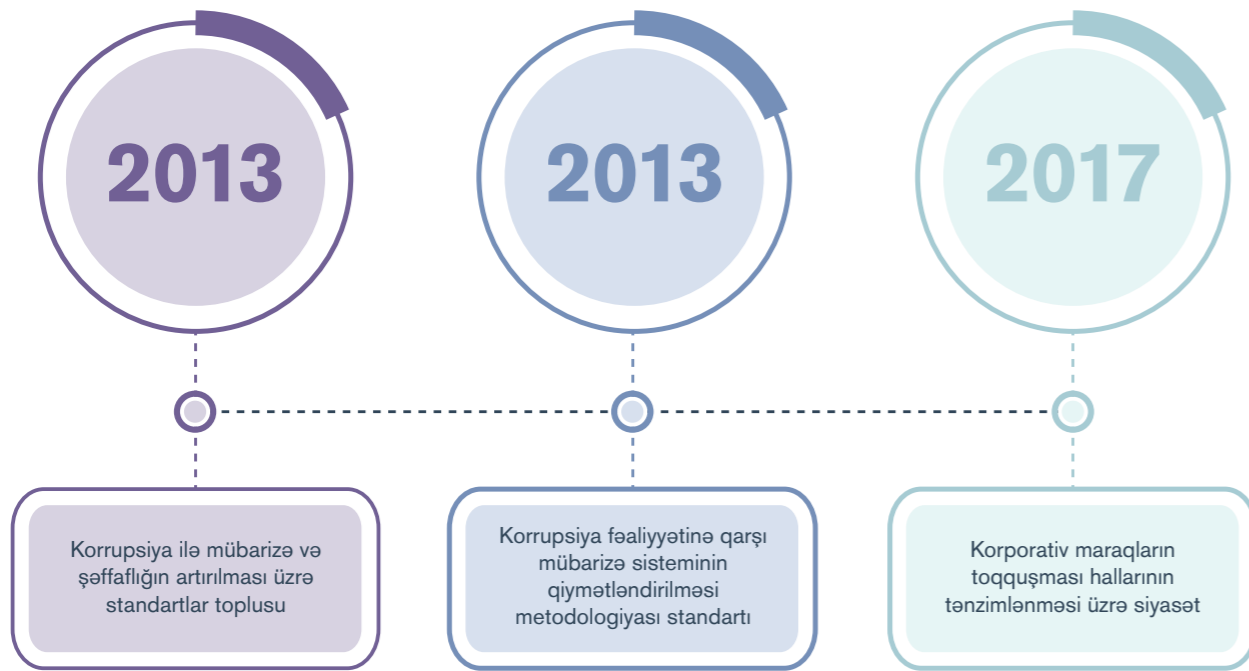 2013
2013
2017
Korrupsiya ilə mübarizə və
şəffaflığın artırılması üzrə
standartlar toplusu
Korrupsiya fəaliyyətinə qarşı
mübarizə sisteminin
qiymətləndirilməsi
metodologiyası standartı
Korporativ maraqların
toqquşması hallarının
tənzimlənməsi üzrə siyasət